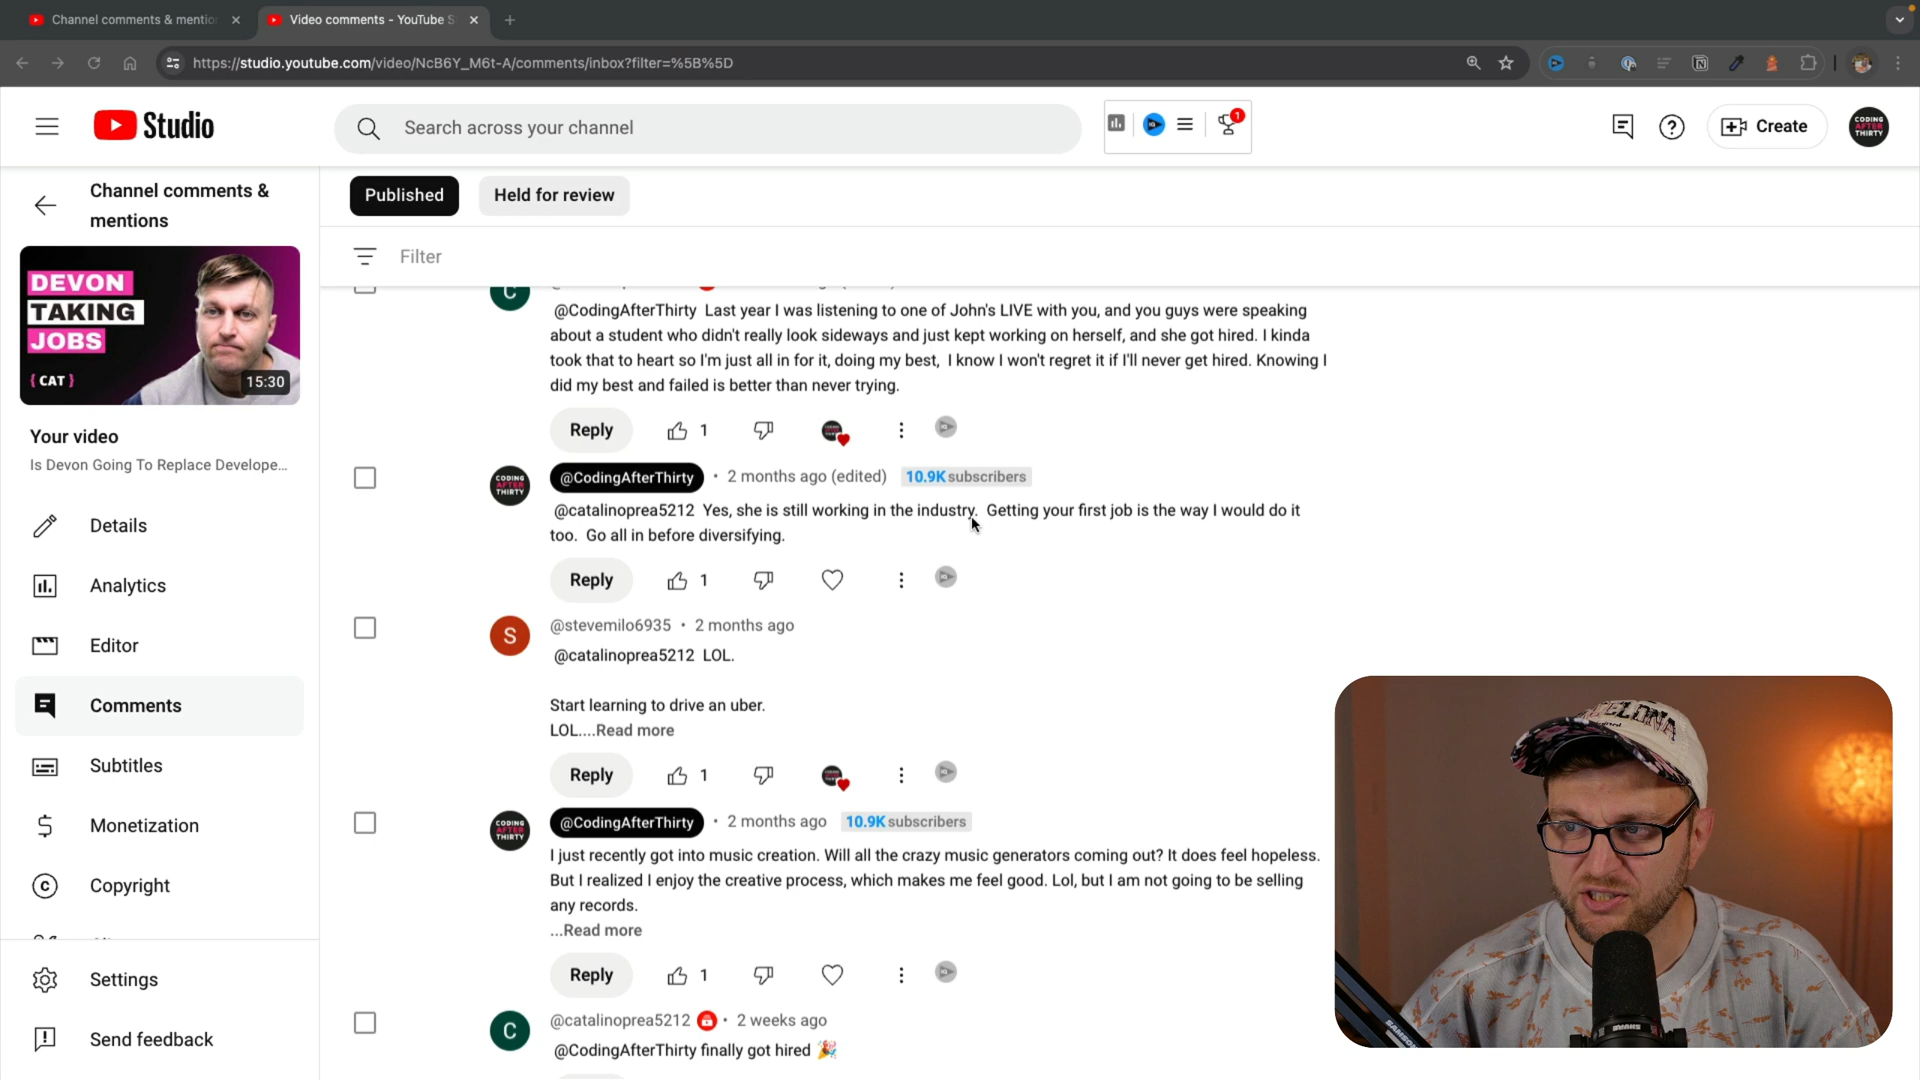 Channel comments & mentio
Video comments - YouTube S
https://studio.youtube.com/video/NcB6Y_M6t-A/comments/inbox?filter=%5B%5D
Studio
Search across your channel
1
Create
CODING
AFTER
THIRTY
Channel comments &
mentions
Published
Held for review
Filter
DEVON
TAKING
JOBS
{ CAT }
15:30
Your video
Is Devon Going To Replace Develope...
Details
Analytics
Editor
Comments
Subtitles
Monetization
Copyright
Settings
Send feedback
C
@CodingAfterThirty Last year I was listening to one of John's LIVE with you, and you guys were speaking
about a student who didn't really look sideways and just kept working on herself, and she got hired. I kinda
took that to heart so I'm just all in for it, doing my best, I know I won't regret it if I'll never get hired. Knowing I
did my best and failed is better than never trying.
Reply 1
CODING
AFTER
THIRTY
@CodingAfterThirty • 2 months ago (edited) 10.9K subscribers
@catalinoprea5212 Yes, she is still working in the industry. Getting your first job is the way I would do it
too. Go all in before diversifying.
Reply 1
S
@stevemilo6935 • 2 months ago
@catalinoprea5212 LOL.
Start learning to drive an uber.
LOL....Read more
Reply 1
CODING
AFTER
THIRTY
@CodingAfterThirty • 2 months ago 10.9K subscribers
I just recently got into music creation. Will all the crazy music generators coming out? It does feel hopeless.
But I realized I enjoy the creative process, which makes me feel good. Lol, but I am not going to be selling
any records.
...Read more
Reply 1
C
@catalinoprea5212 • 2 weeks ago
@CodingAfterThirty finally got hired 🎉
SHURE
SAMSON